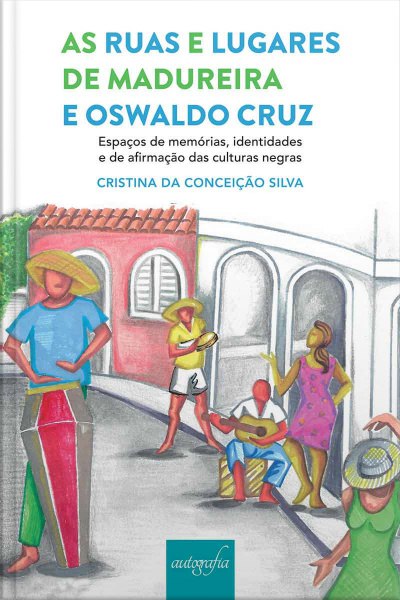 AS RUAS E LUGARES
DE MADUREIRA
E OSWALDO CRUZ
Espaços de memórias, identidades
e de afirmação das culturas negras
CRISTINA DA CONCEIÇÃO SILVA
autografia